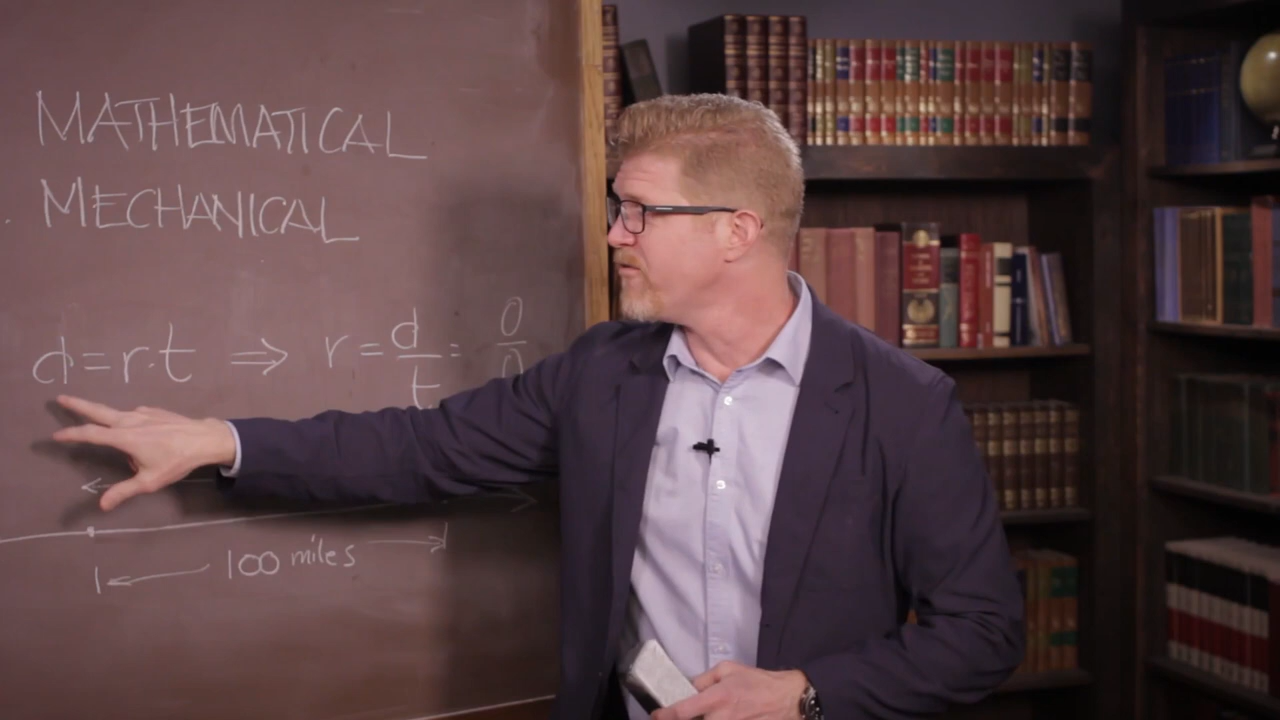 MATHEMATICAL
MECHANICAL
d=r·t ⇒ r=d/t=0/0
100 miles